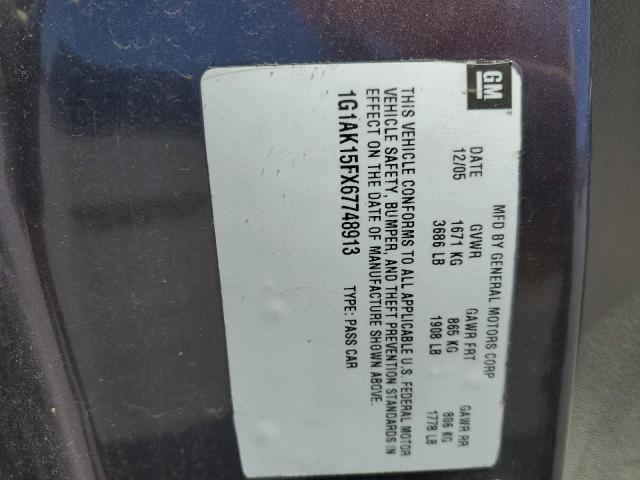 GM
MFD BY GENERAL MOTORS CORP
DATE GVWR GAWR FRT GAWR RR
12/05 1671 KG 865 KG 806 KG
3686 LB 1908 LB 1778 LB
THIS VEHICLE CONFORMS TO ALL APPLICABLE U.S. FEDERAL MOTOR
VEHICLE SAFETY, BUMPER, AND THEFT PREVENTION STANDARDS IN
EFFECT ON THE DATE OF MANUFACTURE SHOWN ABOVE.
1G1AK15FX67748913 TYPE: PASS CAR